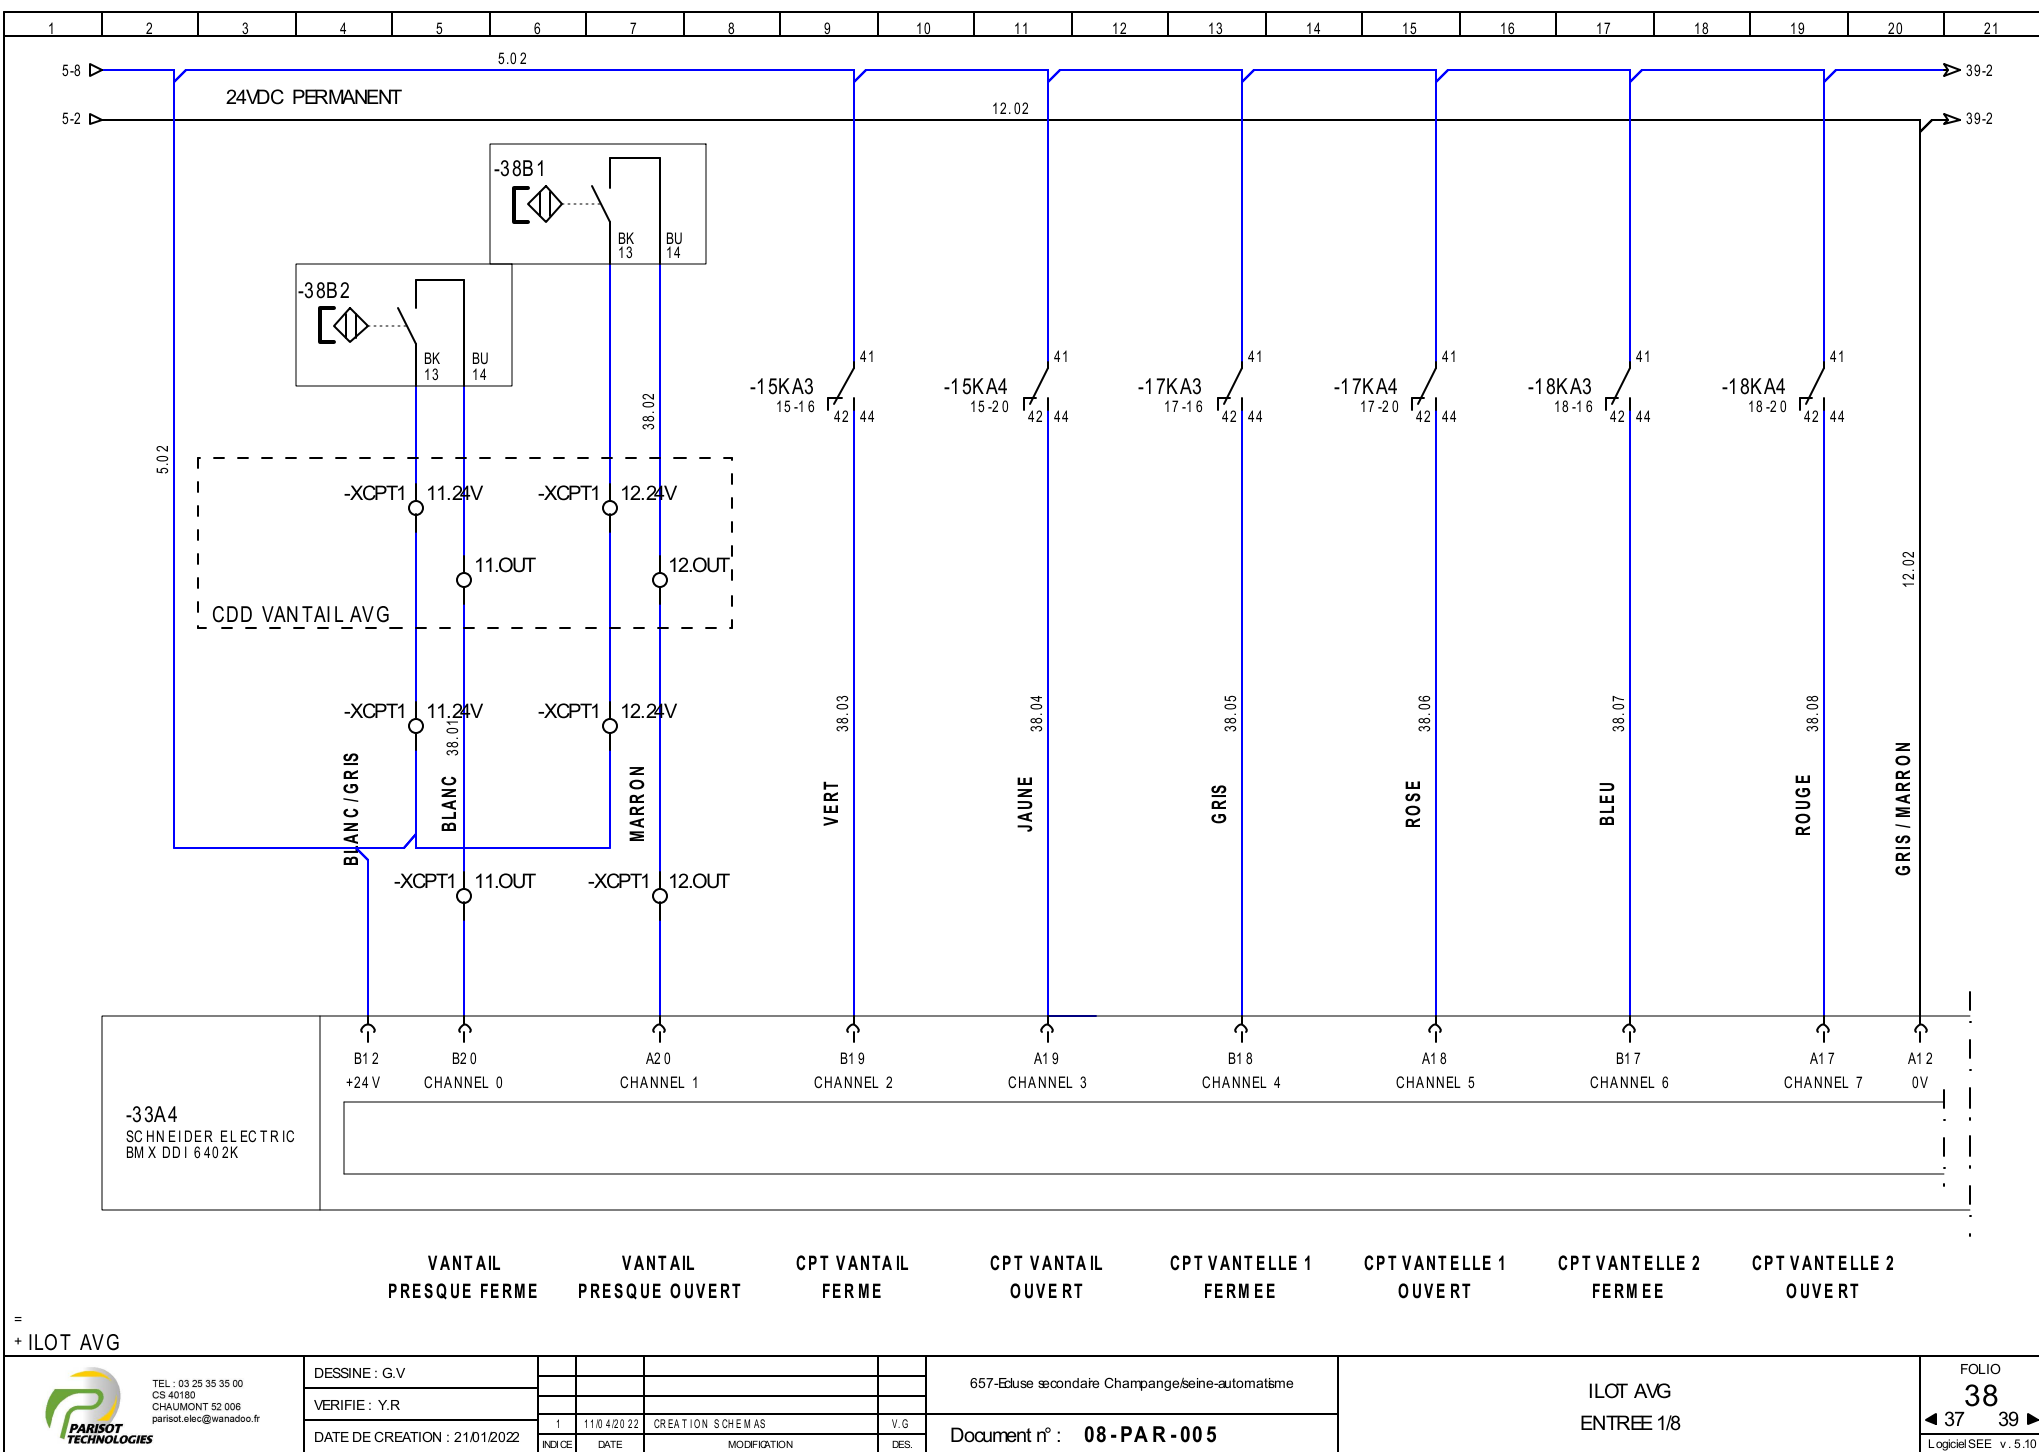 1 2 3 4 5 6 7 8 9 10 11 12 13 14 15 16 17 18 19 20 21
5-8 5.02 39-2
24VDC PERMANENT
5-2 12.02 39-2
-38B1
BK BU
13 14
-38B2
BK BU
13 14
41 41 41 41 41 41
-15KA3 -15KA4 -17KA3 -17KA4 -18KA3 -18KA4
15-16 15-20 17-16 17-20 18-16 18-20
42 44 42 44 42 44 42 44 42 44 42 44
38.02
5.02
-XCPT1 11.24V -XCPT1 12.24V
11.OUT 12.OUT
12.02
CDD VANTAIL AVG
-XCPT1 11.24V -XCPT1 12.24V
38.01 38.03 38.04 38.05 38.06 38.07 38.08
BLANC/GRIS BLANC MARRON VERT JAUNE GRIS ROSE BLEU ROUGE GRIS / MARRON
-XCPT1 11.OUT -XCPT1 12.OUT
B12 B20 A20 B19 A19 B18 A18 B17 A17 A12
+24V CHANNEL 0 CHANNEL 1 CHANNEL 2 CHANNEL 3 CHANNEL 4 CHANNEL 5 CHANNEL 6 CHANNEL 7 0V
-33A4
SCHNEIDER ELECTRIC
BMX DDI 6402K
VANTAIL VANTAIL CPT VANTAIL CPT VANTAIL CPT VANTELLE 1 CPT VANTELLE 1 CPT VANTELLE 2 CPT VANTELLE 2
PRESQUE FERME PRESQUE OUVERT FERME OUVERT FERMEE OUVERT FERMEE OUVERT
=
+ ILOT AVG
PARISOT
TECHNOLOGIES
TEL : 03 25 35 35 00
CS 40180
CHAUMONT 52 006
parisot.elec@wanadoo.fr
DESSINE : G.V
VERIFIE : Y.R
DATE DE CREATION : 21/01/2022
1 11/04/2022 CREATION SCHEMAS V.G
INDICE DATE MODIFICATION DES.
657-Ecluse secondaire Champange/seine-automatisme
Document n° : 08-PAR-005
ILOT AVG
ENTREE 1/8
FOLIO
38
37 39
Logiciel SEE v.5.10